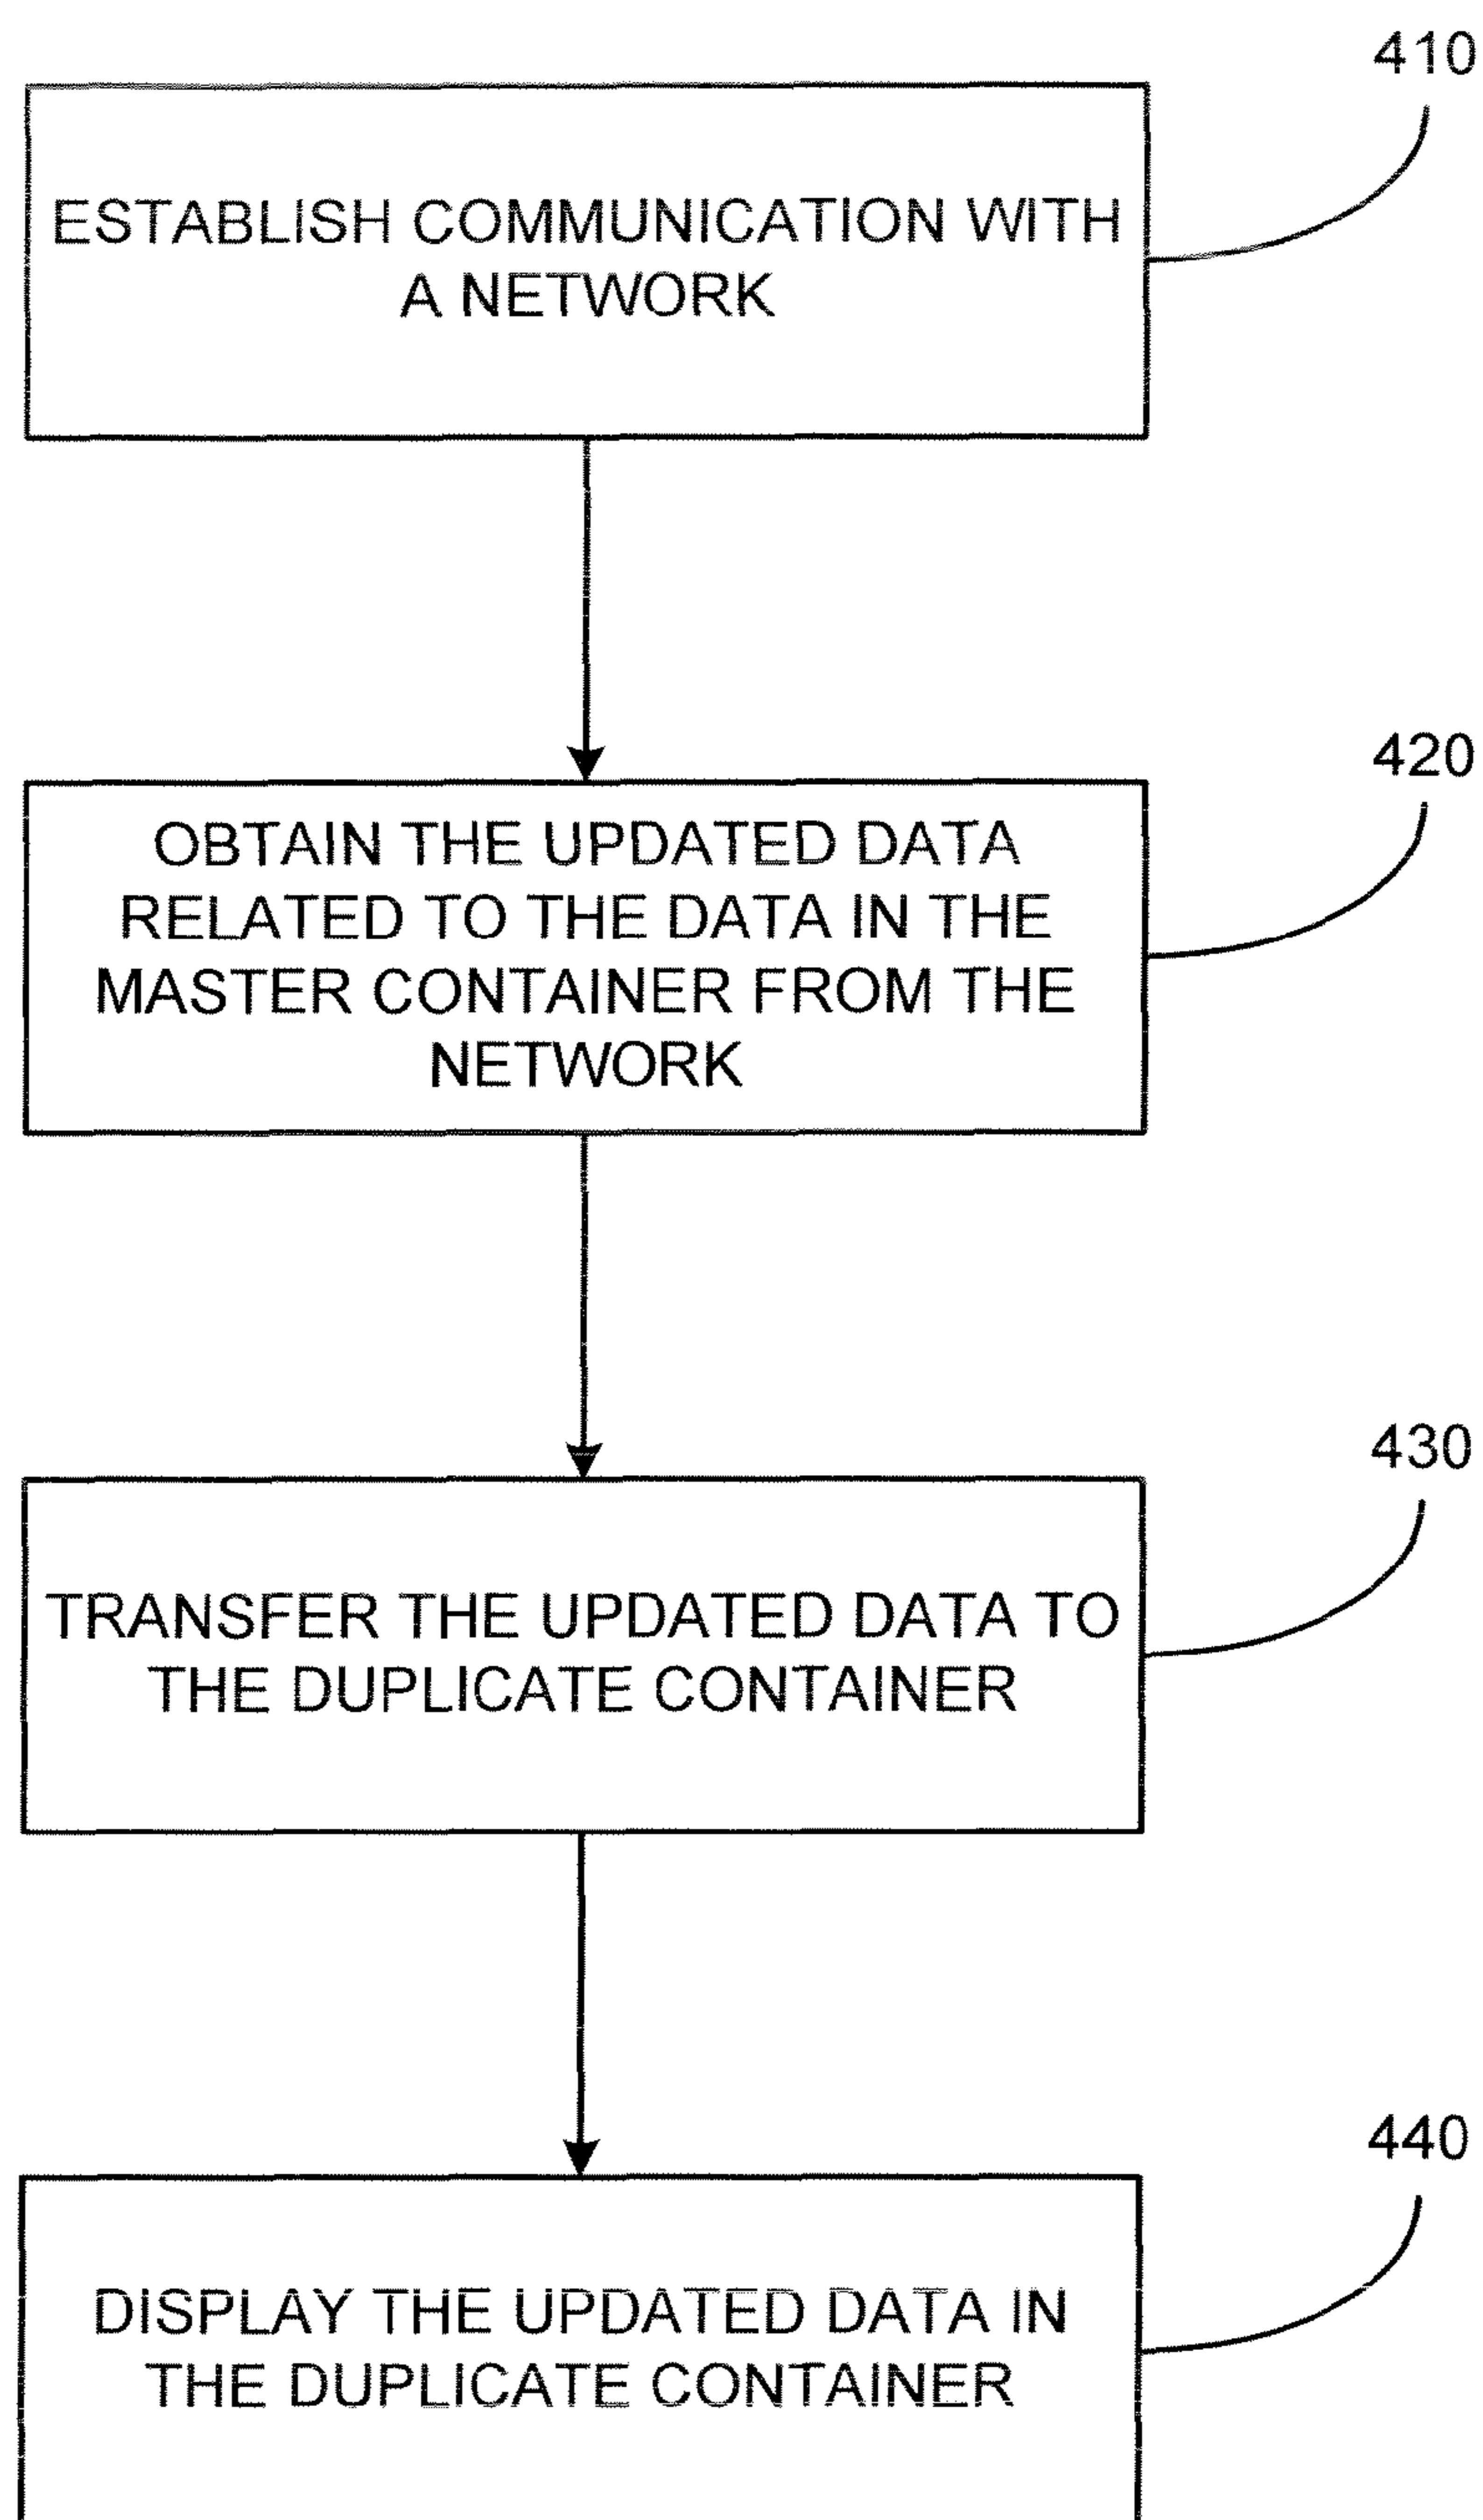 410
ESTABLISH COMMUNICATION WITH
A NETWORK
420
OBTAIN THE UPDATED DATA
RELATED TO THE DATA IN THE
MASTER CONTAINER FROM THE
NETWORK
430
TRANSFER THE UPDATED DATA TO
THE DUPLICATE CONTAINER
440
DISPLAY THE UPDATED DATA IN
THE DUPLICATE CONTAINER